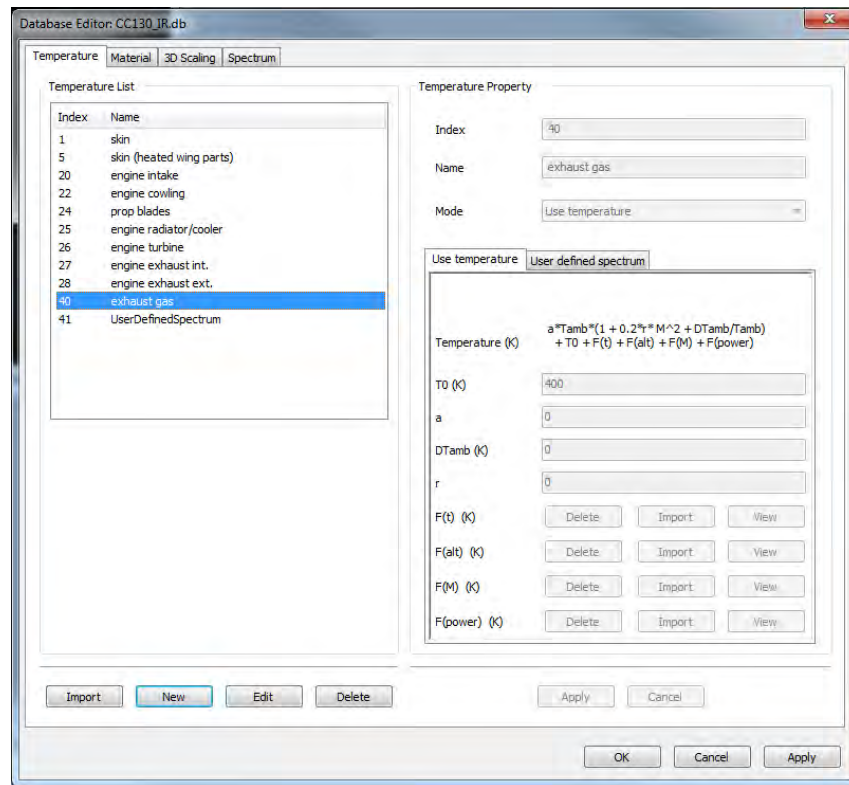 Database Editor: CC130_IR.db
Temperature Material 3D Scaling Spectrum
Temperature List
Index Name
1 skin
5 skin (heated wing parts)
20 engine intake
22 engine cowling
24 prop blades
25 engine radiator/cooler
26 engine turbine
27 engine exhaust int.
28 engine exhaust ext.
40 exhaust gas
41 UserDefinedSpectrum
Temperature Property
Index 40
Name exhaust gas
Mode Use temperature
Use temperature User defined spectrum
Temperature (K) a*Tamb*(1 + 0.2*r* M^2 + DTamb/Tamb)
+ T0 + F(t) + F(alt) + F(M) + F(power)
T0 (K) 400
a 0
DTamb (K) 0
r 0
F(t) (K) Delete Import View
F(alt) (K) Delete Import View
F(M) (K) Delete Import View
F(power) (K) Delete Import View
Import New Edit Delete
Apply Cancel
OK Cancel Apply